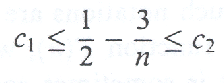 c₁ ≤ 1/2 − 3/n ≤ c₂